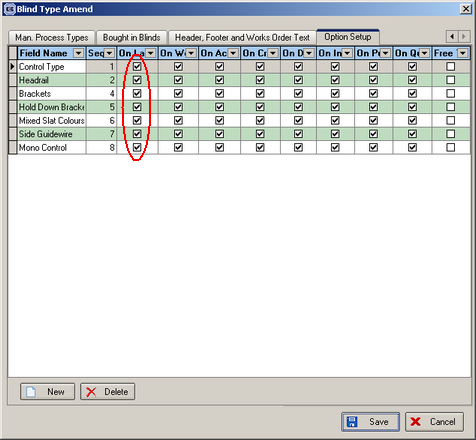 Blind Type Amend
Man. Process Types Bought in Blinds Header, Footer and Works Order Text Option Setup
Field Name Seq On La On Wo On Ac On Cr On D On In On Pu On Qu Free
Control Type 1
Headrail 2
Brackets 4
Hold Down Bracke 5
Mixed Slat Colours 6
Side Guidewire 7
Mono Control 8
New Delete
Save Cancel